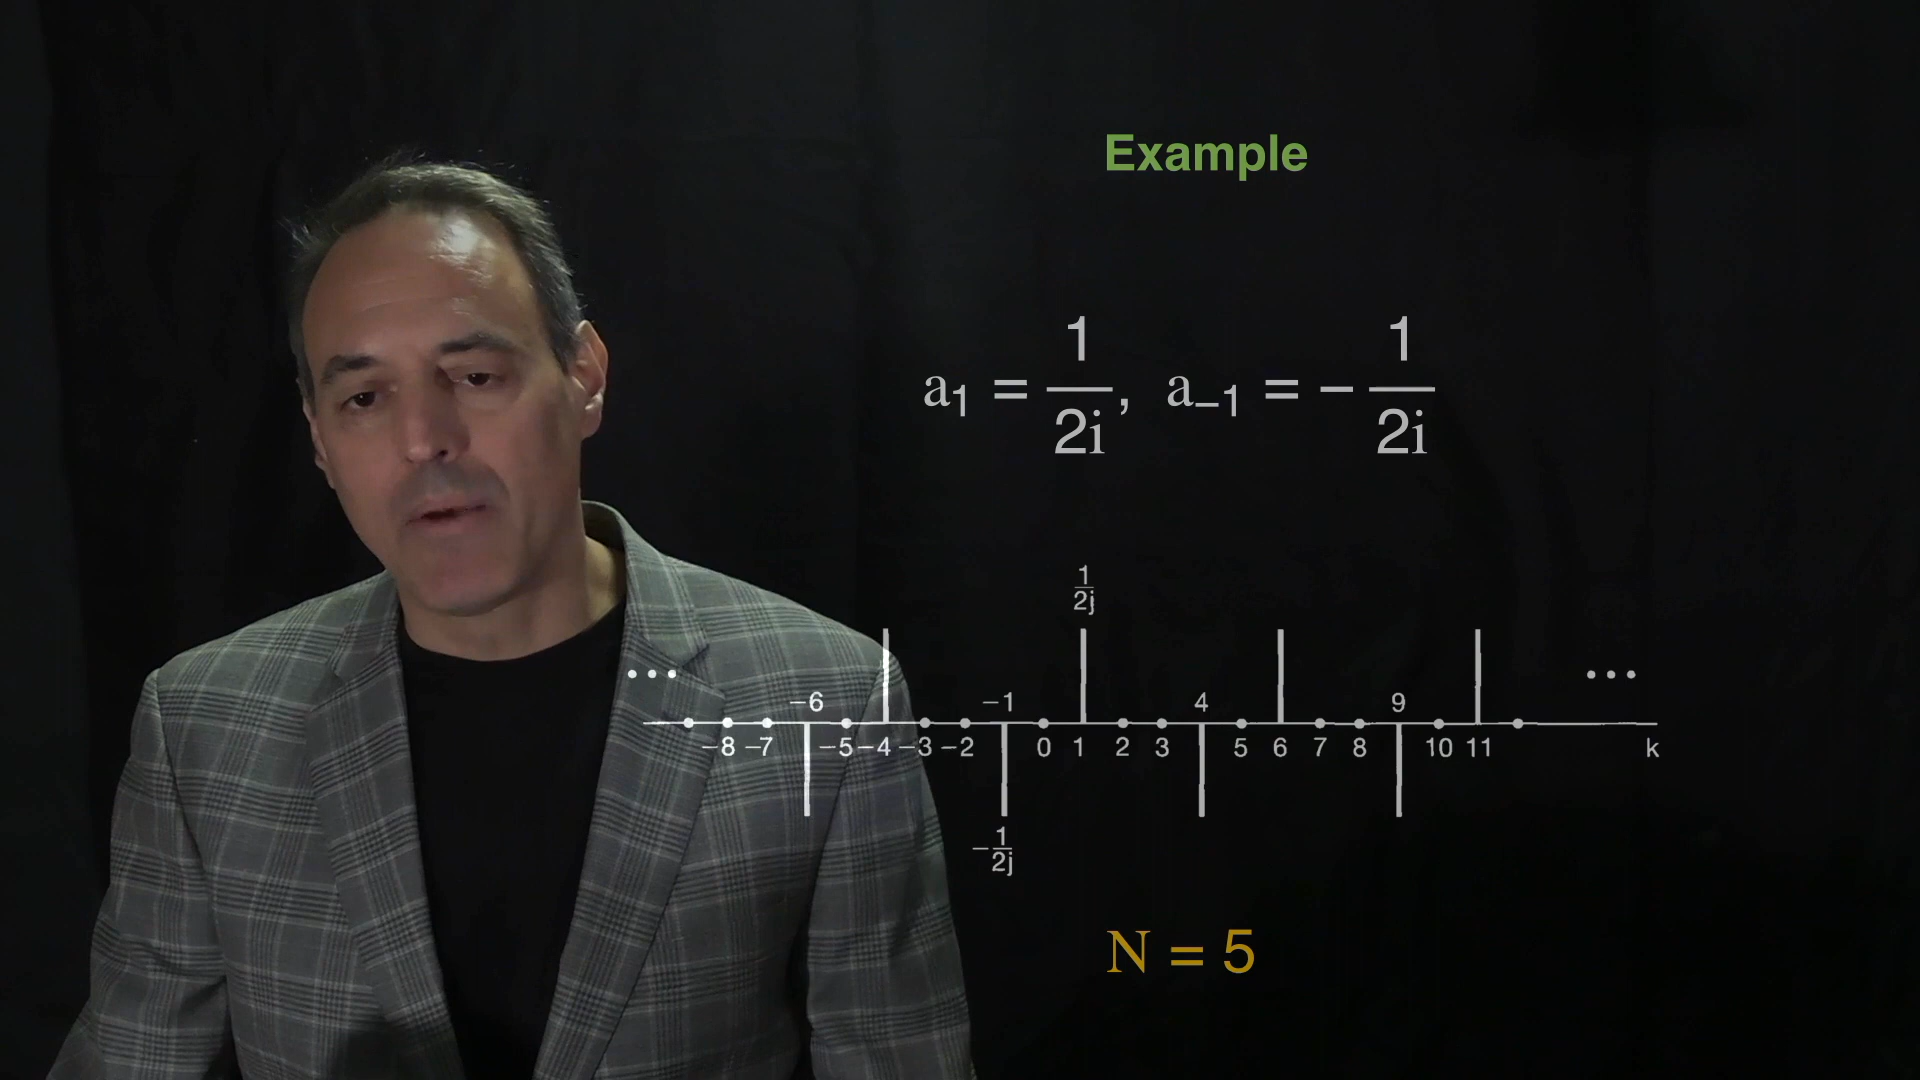 Example
a₁ = 1/2i, a₋₁ = − 1/2i
1/2j
...
...
−6 −1 4 9
−8 −7 −5 −4 −3 −2 0 1 2 3 5 6 7 8 10 11 k
−1/2j
N = 5